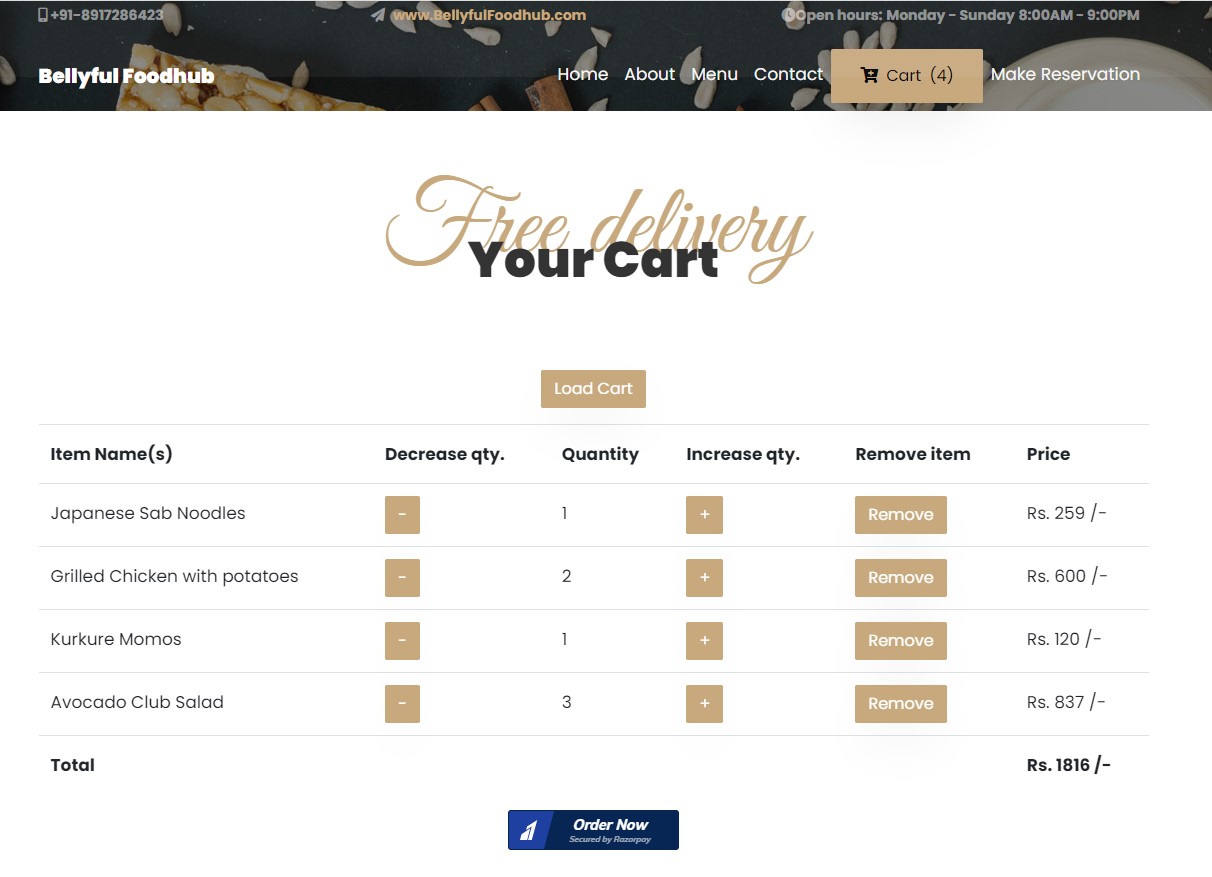 +91-8917286423 www.BellyfulFoodhub.com Open hours: Monday - Sunday 8:00AM - 9:00PM
Bellyful Foodhub Home About Menu Contact Cart (4) Make Reservation
Free delivery
Your Cart
Load Cart
Item Name(s) Decrease qty. Quantity Increase qty. Remove item Price
Japanese Sab Noodles - 1 + Remove Rs. 259 /-
Grilled Chicken with potatoes - 2 + Remove Rs. 600 /-
Kurkure Momos - 1 + Remove Rs. 120 /-
Avocado Club Salad - 3 + Remove Rs. 837 /-
Total Rs. 1816 /-
Order Now
Secured by Razorpay